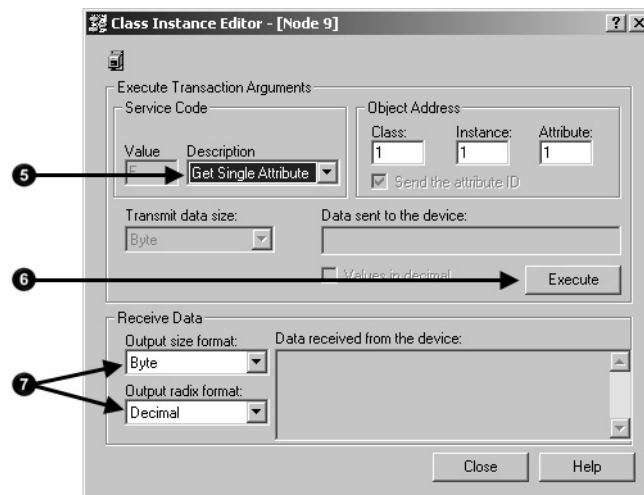 Class Instance Editor - [Node 9]
Execute Transaction Arguments
Service Code
Object Address
Value Description
Class: Instance: Attribute:
5 Get Single Attribute
1 1 1
Send the attribute ID
Transmit data size:
Data sent to the device:
Byte
6 Values in decimal Execute
Receive Data
Output size format:
Data received from the device:
Byte
7
Output radix format:
Decimal
Close Help